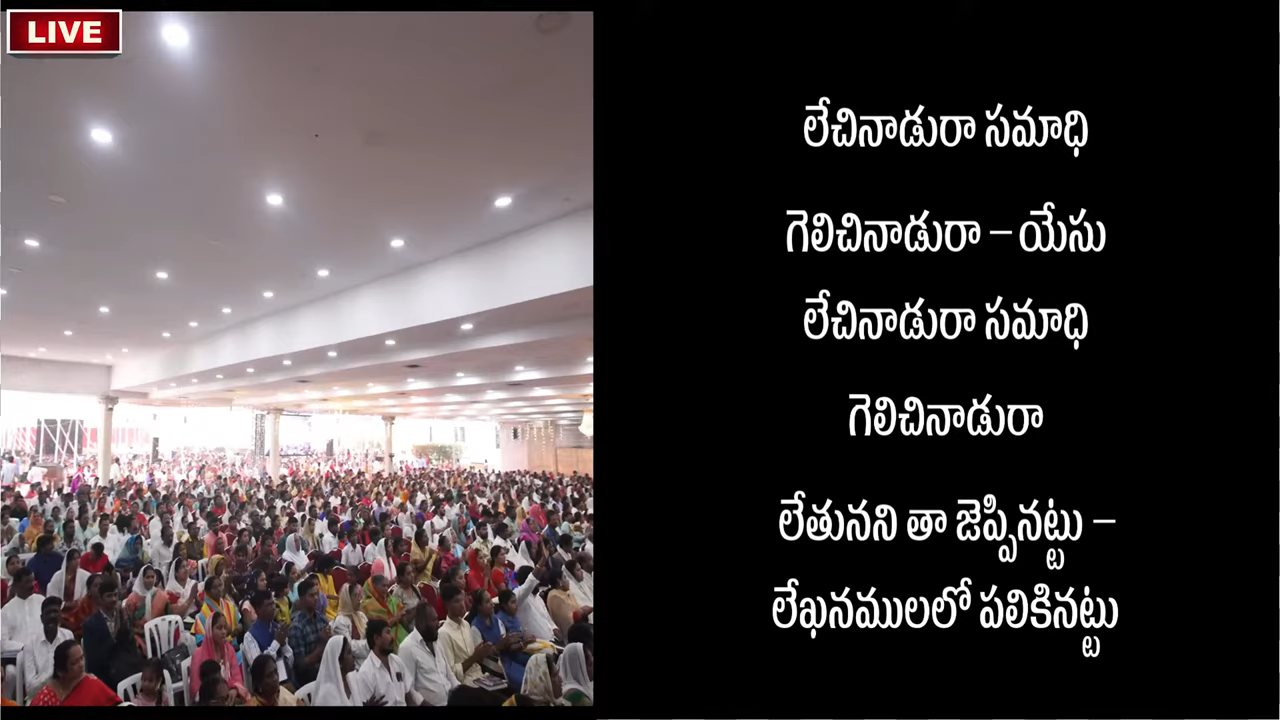 LIVE
లేచినాడురా సమాధి
గెలిచినాడురా – యేసు
లేచినాడురా సమాధి
గెలిచినాడురా
లేతునని తా జెప్పినట్టు –
లేఖనములలో పలికినట్టు